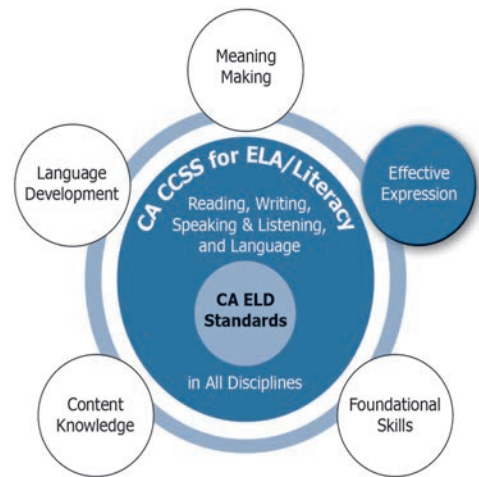 Meaning
Making
Language
Development
Effective
Expression
CA CCSS for ELA/Literacy
Reading, Writing,
Speaking & Listening,
and Language
CA ELD
Standards
in All Disciplines
Content
Knowledge
Foundational
Skills